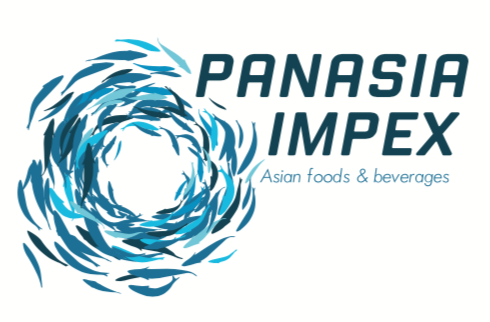 PANASIA
IMPEX
Asian foods & beverages